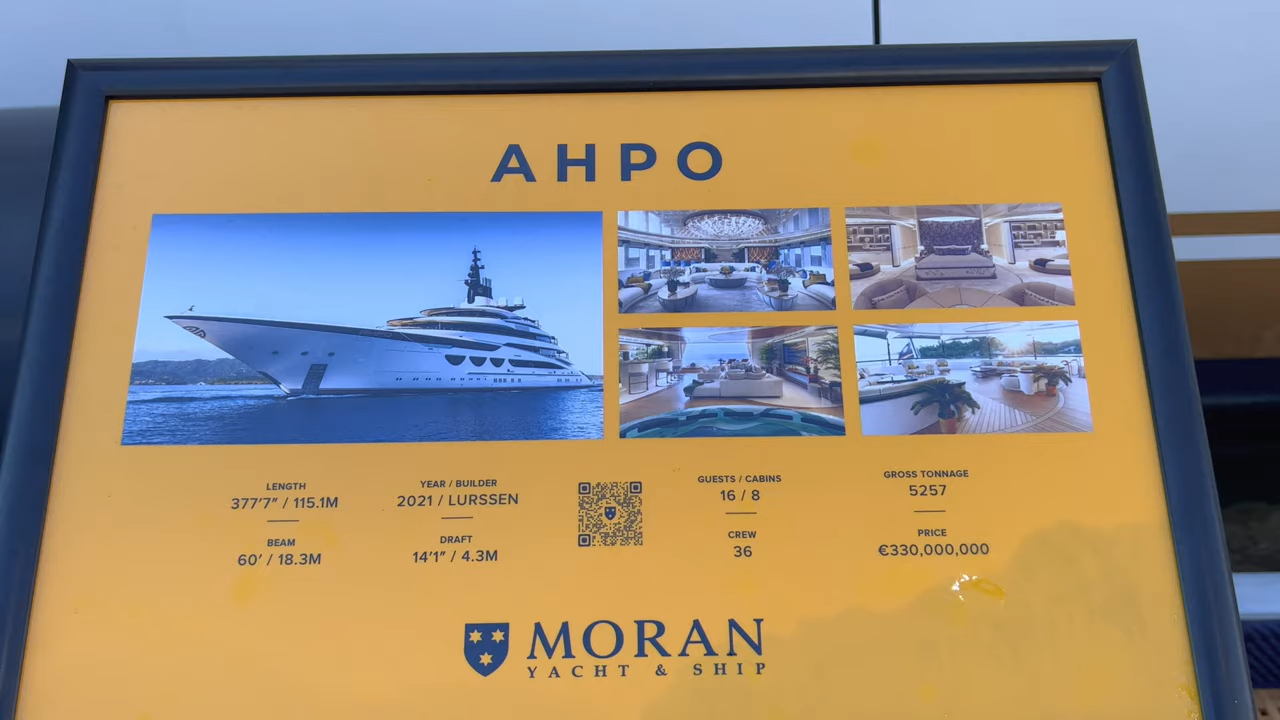 AHPO
LENGTH
377'7" / 115.1M
BEAM
60' / 18.3M
YEAR / BUILDER
2021 / LURSSEN
DRAFT
14'1" / 4.3M
GUESTS / CABINS
16 / 8
CREW
36
GROSS TONNAGE
5257
PRICE
€330,000,000
MORAN
YACHT & SHIP